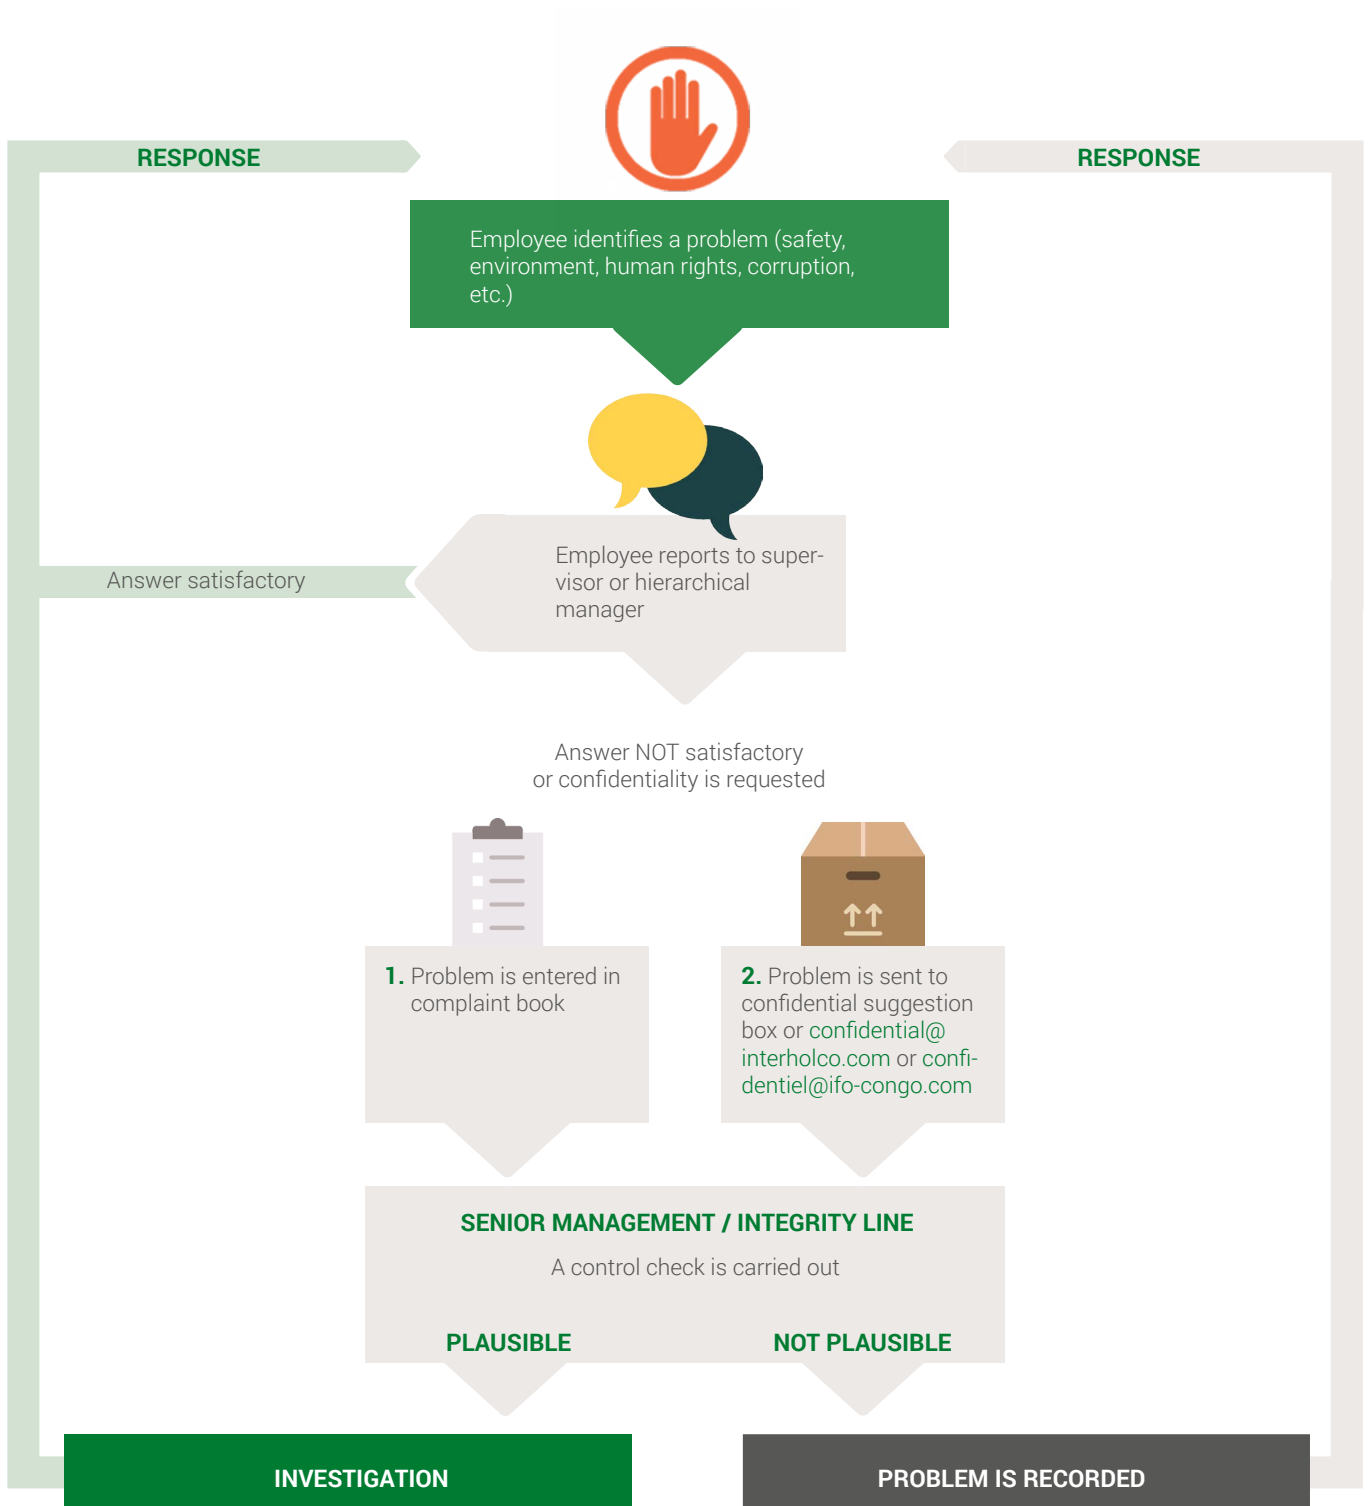 RESPONSE
RESPONSE
Employee identifies a problem (safety,
environment, human rights, corruption,
etc.)
Employee reports to super-
visor or hierarchical
manager
Answer satisfactory
Answer NOT satisfactory
or confidentiality is requested
1. Problem is entered in
complaint book
2. Problem is sent to
confidential suggestion
box or confidential@
interholco.com or confi-
dentiel@ifo-congo.com
SENIOR MANAGEMENT / INTEGRITY LINE
A control check is carried out
PLAUSIBLE
NOT PLAUSIBLE
INVESTIGATION
PROBLEM IS RECORDED